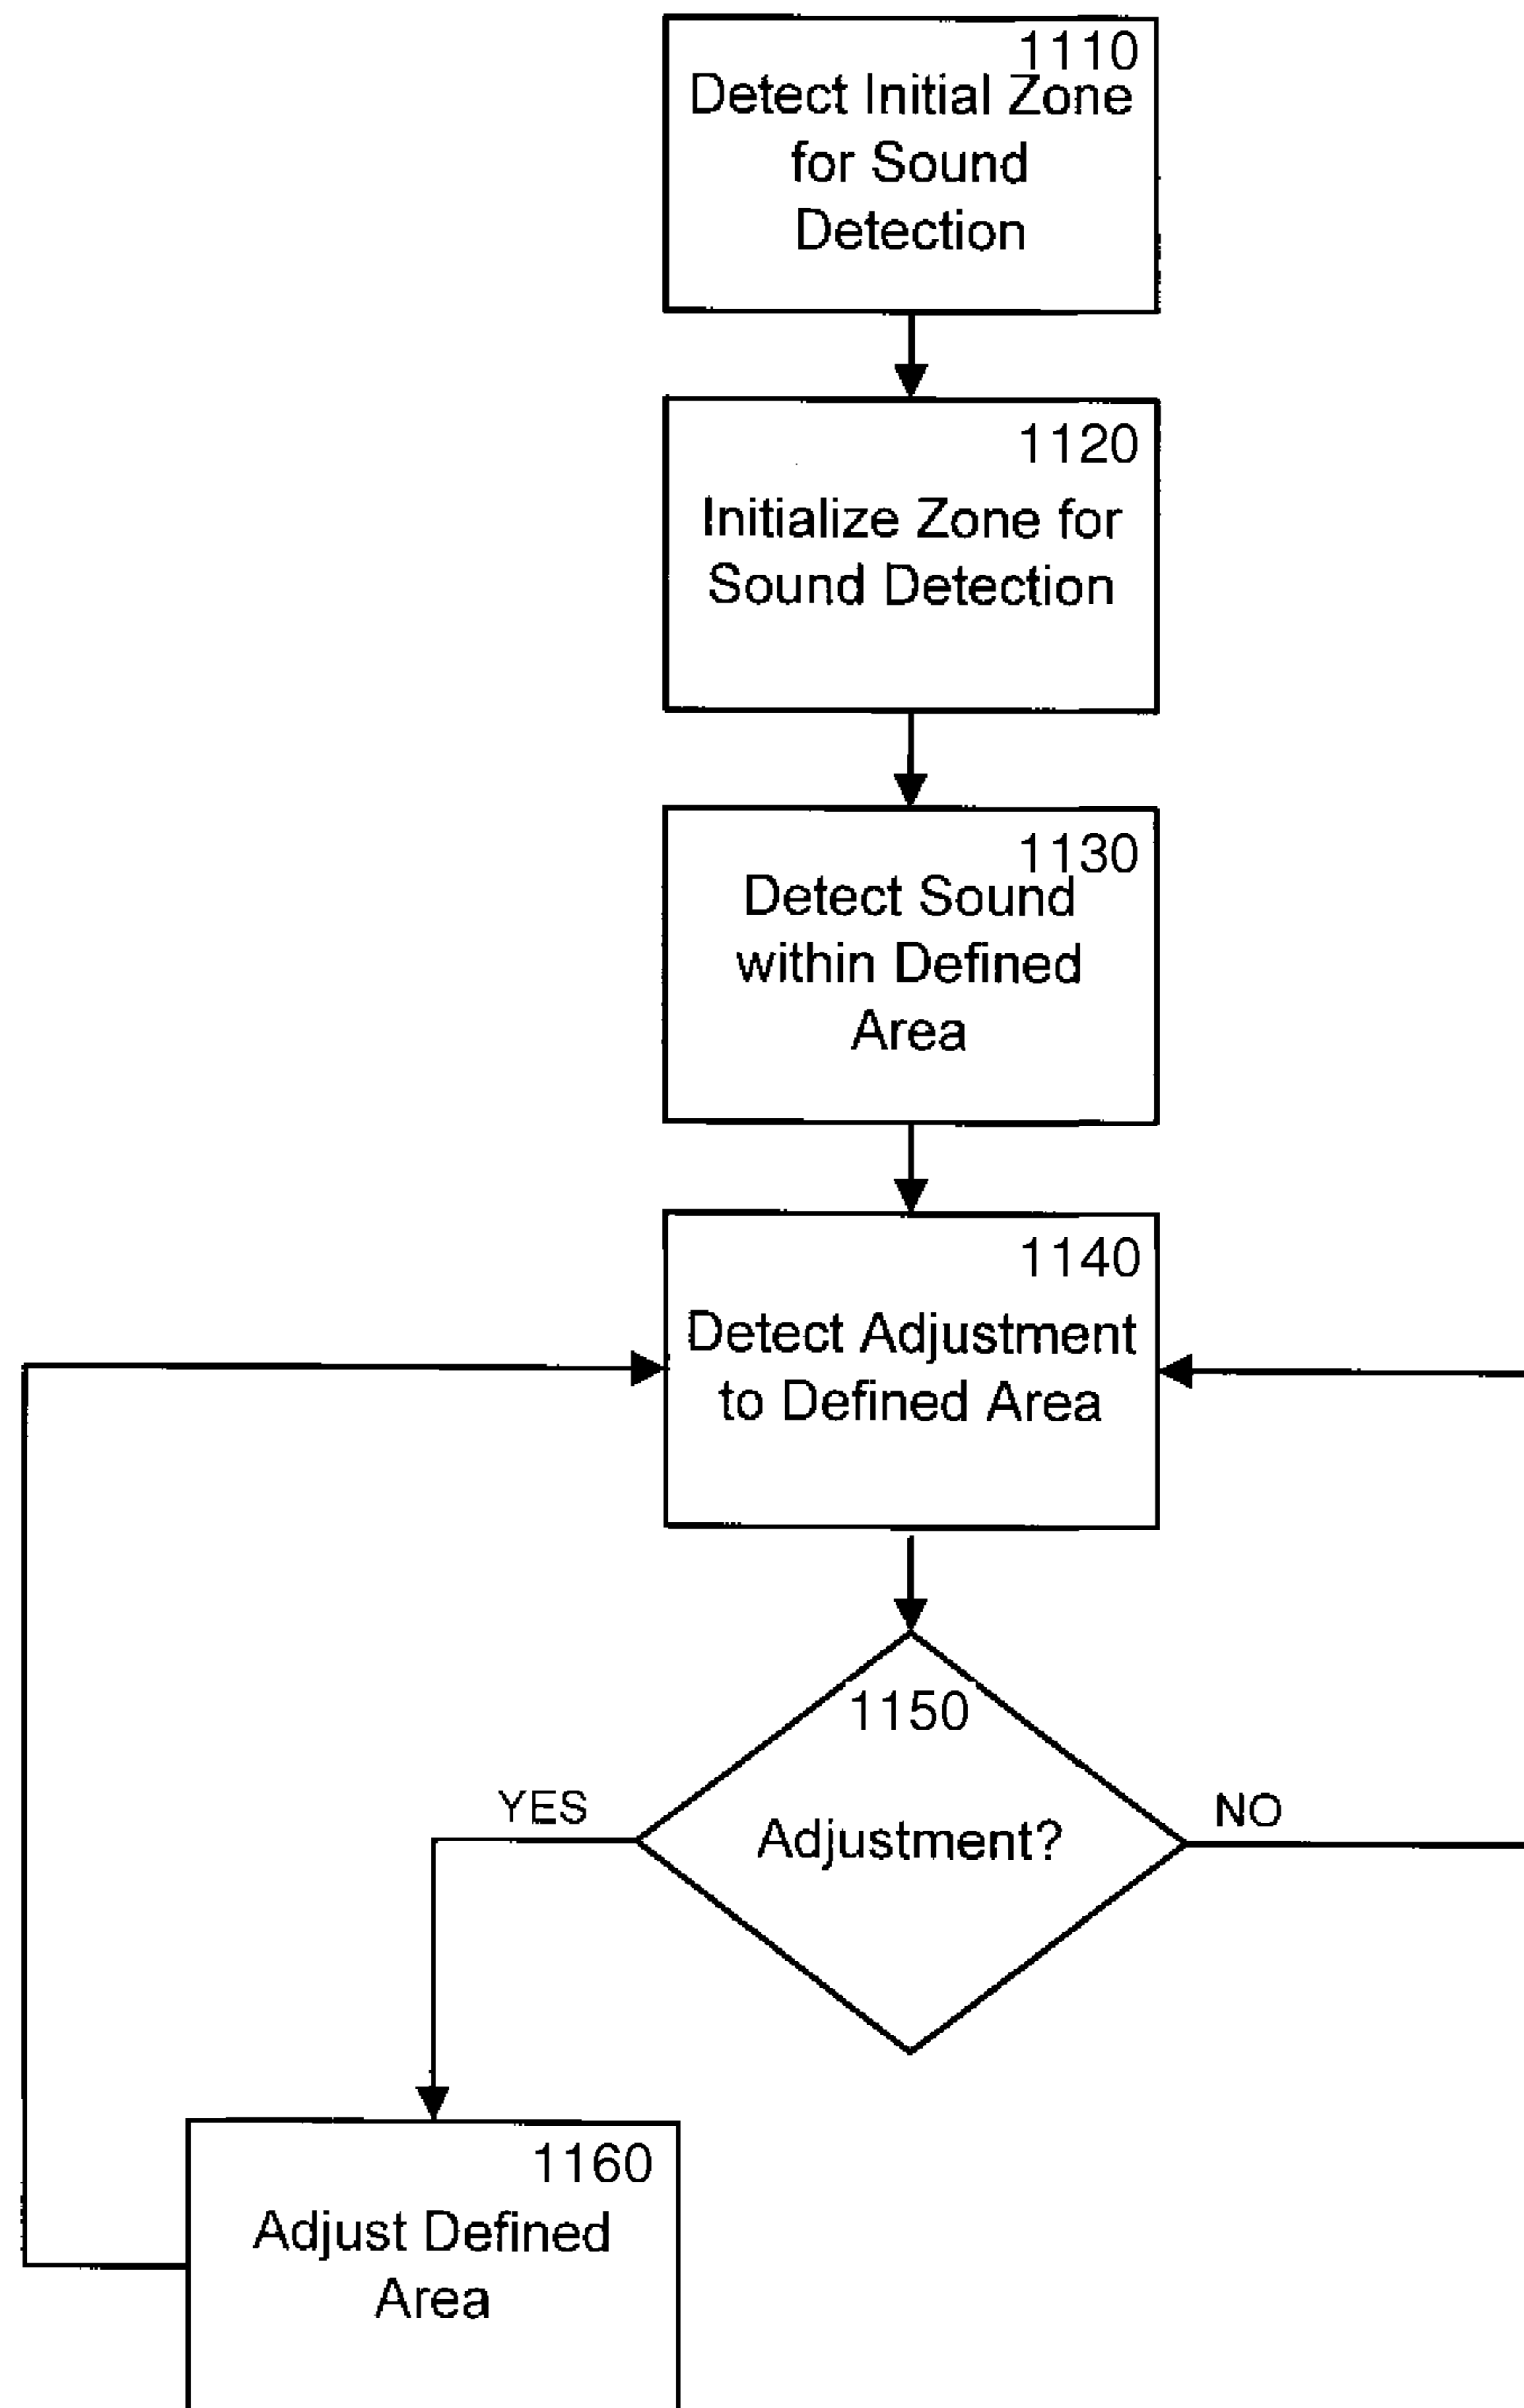 1110
Detect Initial Zone
for Sound
Detection
1120
Initialize Zone for
Sound Detection
1130
Detect Sound
within Defined
Area
1140
Detect Adjustment
to Defined Area
1150
YES
Adjustment?
NO
1160
Adjust Defined
Area